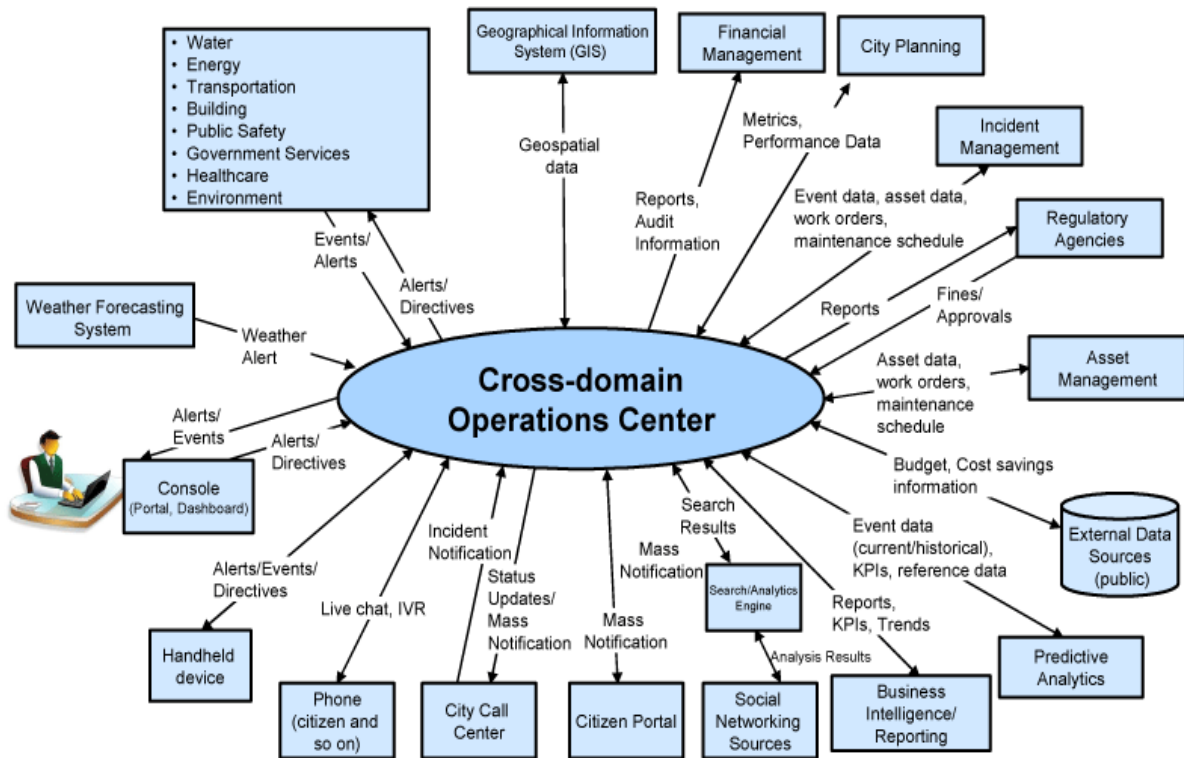 • Water
• Energy
• Transportation
• Building
• Public Safety
• Government Services
• Healthcare
• Environment
Geographical Information
System (GIS)
Financial
Management
City Planning
Incident
Management
Regulatory
Agencies
Asset
Management
External Data
Sources
(public)
Predictive
Analytics
Business
Intelligence/
Reporting
Social
Networking
Sources
Search/Analytics
Engine
Citizen Portal
City Call
Center
Phone
(citizen and
so on)
Handheld
device
Console
(Portal, Dashboard)
Weather Forecasting
System
Cross-domain
Operations Center
Events/
Alerts
Alerts/
Directives
Geospatial
data
Reports,
Audit
Information
Metrics,
Performance Data
Event data, asset data,
work orders,
maintenance schedule
Reports
Fines/
Approvals
Asset data,
work orders,
maintenance
schedule
Budget, Cost savings
information
Event data
(current/historical),
KPIs, reference data
Reports,
KPIs, Trends
Search
Results
Mass
Notification
Analysis Results
Mass
Notification
Status
Updates/
Mass
Notification
Incident
Notification
Live chat, IVR
Alerts/Events/
Directives
Alerts/
Directives
Alerts/
Events
Weather
Alert